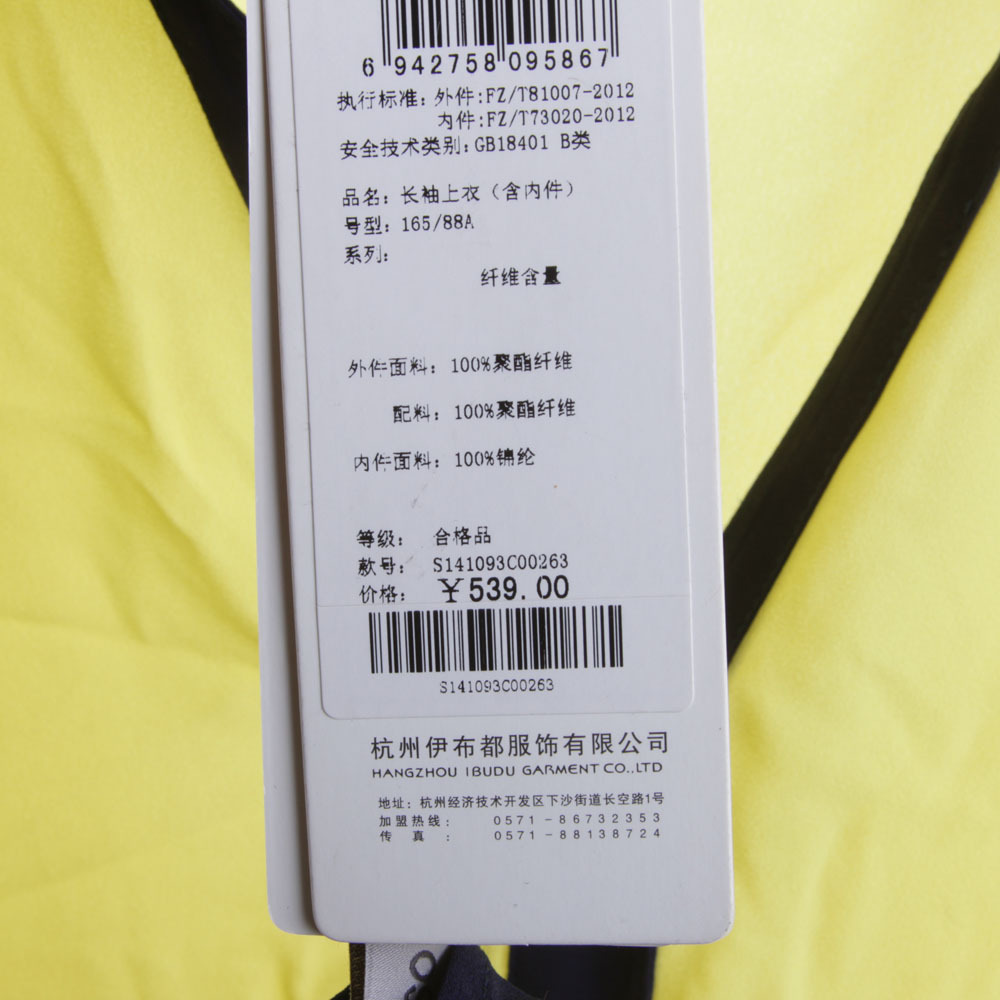 6 942758 095867
执行标准: 外件:FZ/T81007-2012
内件:FZ/T73020-2012
安全技术类别:GB18401 B类
品名: 长袖上衣（含内件）
号型: 165/88A
系列:
纤维含量
外件面料: 100%聚酯纤维
配料: 100%聚酯纤维
内件面料: 100%锦纶
等级: 合格品
款号: S141093C00263
价格: ¥539.00
S141093C00263
杭州伊布都服饰有限公司
HANGZHOU IBUDU GARMENT CO.,LTD
地址: 杭州经济技术开发区下沙街道长空路1号
加盟热线: 0571-86732353
传真: 0571-88138724